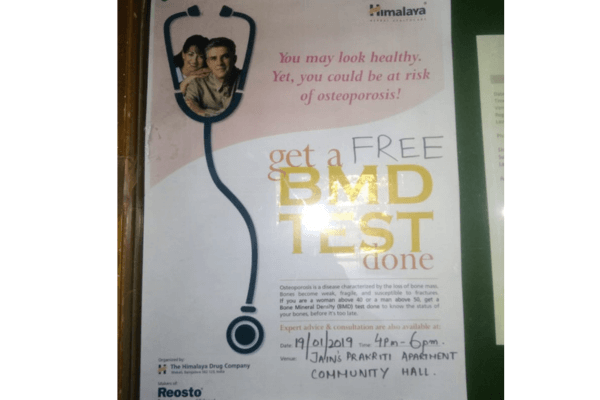 Himalaya
You may look healthy.
Yet, you could be at risk
of osteoporosis!
get a FREE
BMD
TEST
done
Osteoporosis is a disease characterised by the loss of bone mass.
Bones become weak, fragile, and susceptible to fractures.
If you are a woman above 40 or a man above 50, get a
Bone Mineral Density (BMD) test done to know the status of
your bones, before it's too late.
Expert advice & consultation are also available at:
Date: 19/01/2019 Time: 4Pm - 6pm.
Venue: JAIN'S PRAKRITI APARTMENT
COMMUNITY HALL.
Organized by:
The Himalaya Drug Company
Makers of:
Reosto